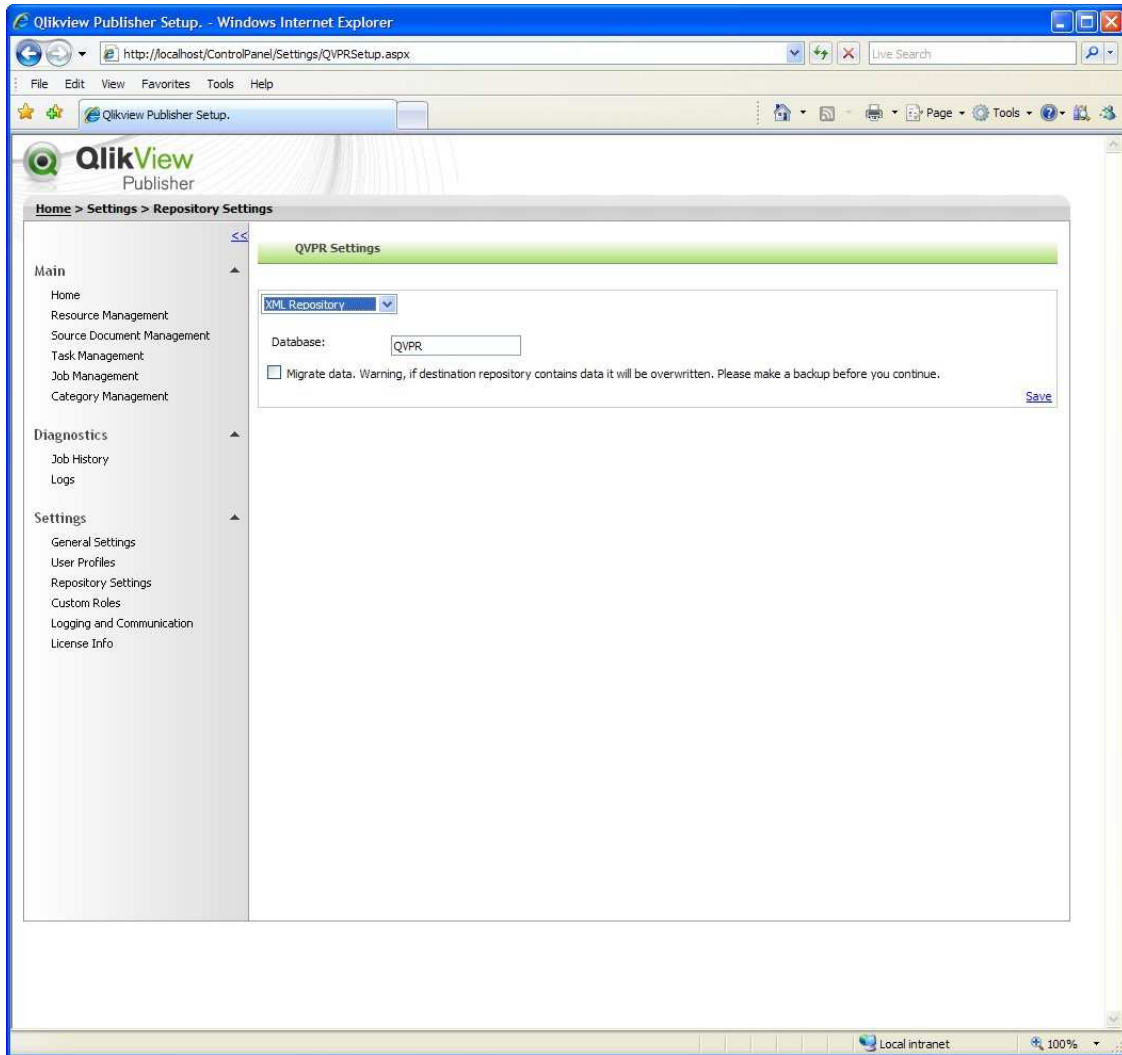 Qlikview Publisher Setup. - Windows Internet Explorer
http://localhost/ControlPanel/Settings/QVPRSetup.aspx
Live Search
File Edit View Favorites Tools Help
Qlikview Publisher Setup.
Page Tools
QlikView
Publisher
Home > Settings > Repository Settings
<<
QVPR Settings
Main
Home
Resource Management
Source Document Management
Task Management
Job Management
Category Management
XML Repository
Database: QVPR
Migrate data. Warning, if destination repository contains data it will be overwritten. Please make a backup before you continue.
Save
Diagnostics
Job History
Logs
Settings
General Settings
User Profiles
Repository Settings
Custom Roles
Logging and Communication
License Info
Local intranet 100%